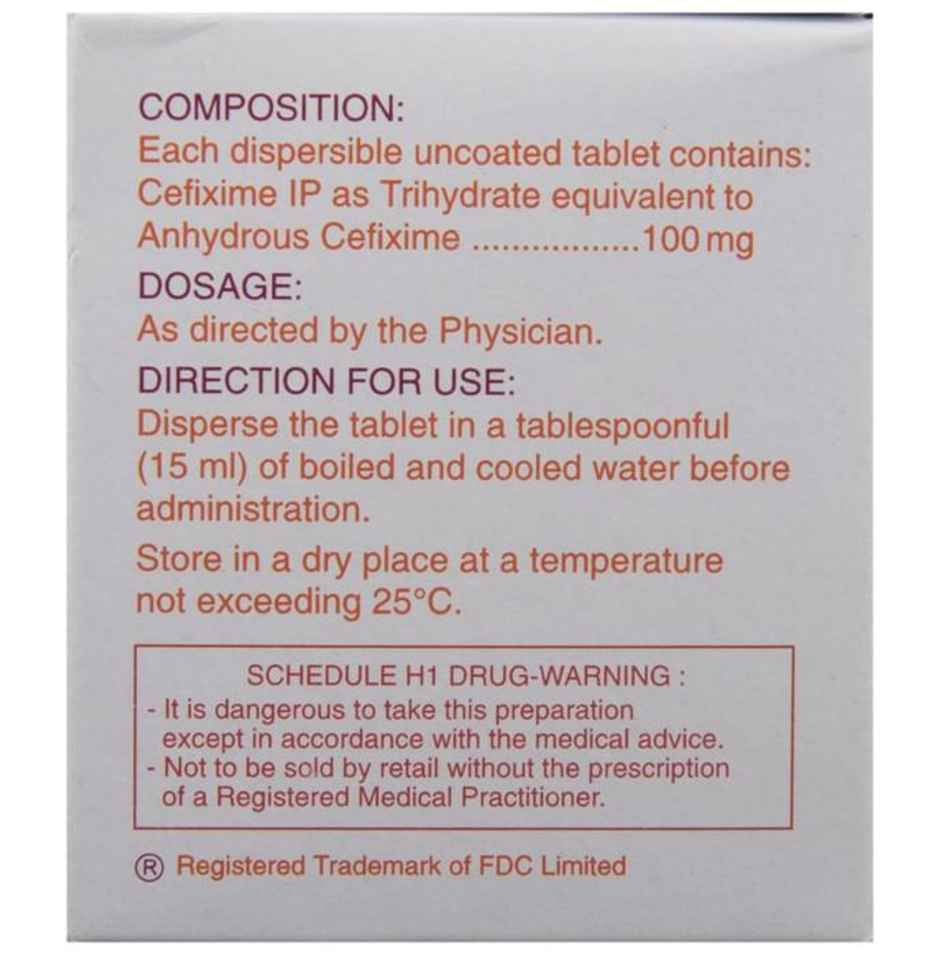 COMPOSITION:
Each dispersible uncoated tablet contains:
Cefixime IP as Trihydrate equivalent to
Anhydrous Cefixime .................100 mg
DOSAGE:
As directed by the Physician.
DIRECTION FOR USE:
Disperse the tablet in a tablespoonful
(15 ml) of boiled and cooled water before
administration.
Store in a dry place at a temperature
not exceeding 25°C.
SCHEDULE H1 DRUG-WARNING :
- It is dangerous to take this preparation
except in accordance with the medical advice.
- Not to be sold by retail without the prescription
of a Registered Medical Practitioner.
® Registered Trademark of FDC Limited